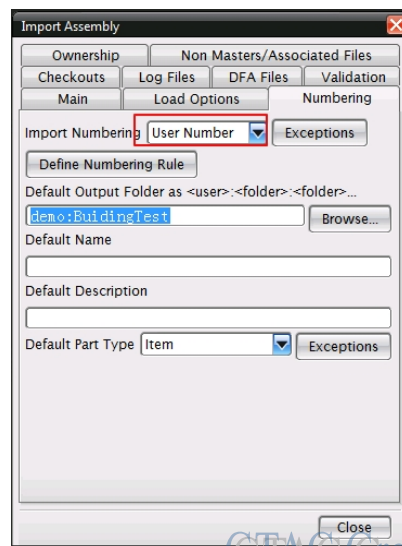 Import Assembly
Ownership Non Masters/Associated Files
Checkouts Log Files DFA Files Validation
Main Load Options Numbering
Import Numbering User Number Exceptions
Define Numbering Rule
Default Output Folder as <user>:<folder>:<folder>...
demo:BuidingTest Browse...
Default Name
Default Description
Default Part Type Item Exceptions
Close